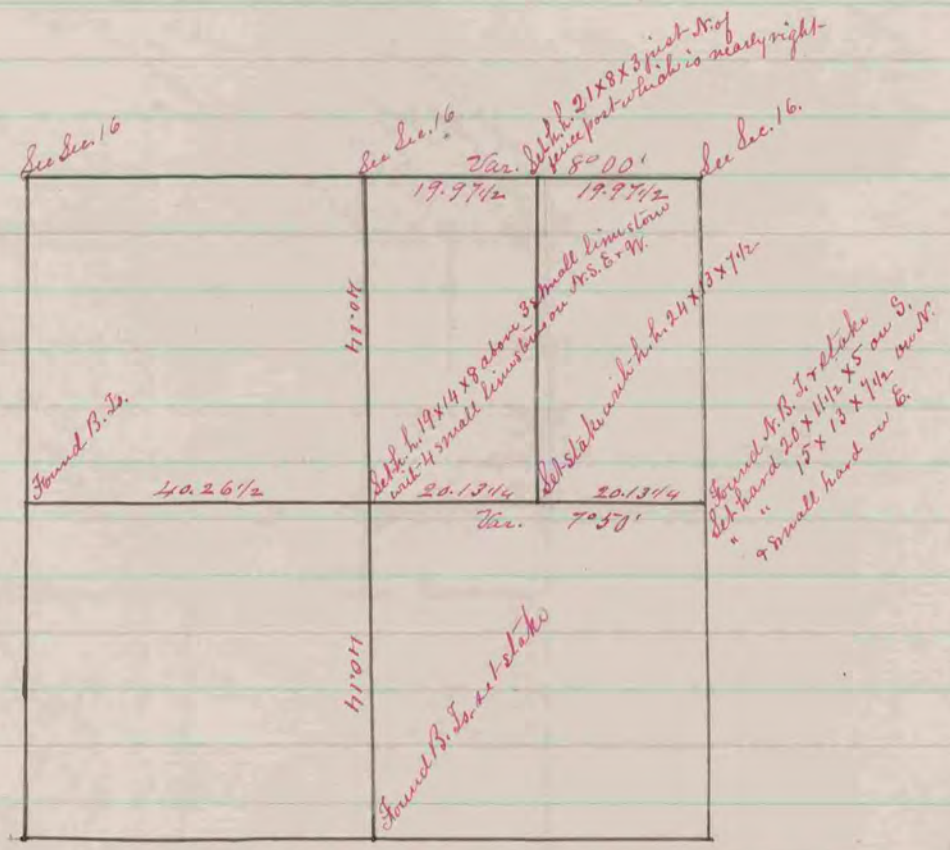 See Sec. 16
See Sec. 16
Set h.h. 21 x 8 x 3 just N. of
fence post which is nearly right
See Sec. 16.
Var. 8° 00'
19.97 1/2
19.97 1/2
40.14
Set h.h. 19 x 14 x 8 above 3 small limestone
with 4 small limestones on N. S. E + W.
Set stake with h.h. 24 x 13 x 7 1/2
Found B. Ts.
40.26 1/2
20.13 1/4
20.13 1/4
Var. 7° 50'
Found N. B. T. + stake
Set hard 20 x 11 1/2 x 5 on S.
" " 15 x 13 x 7 1/2 on N.
+ small hard on E.
40.14
Found B. Ts. set stake